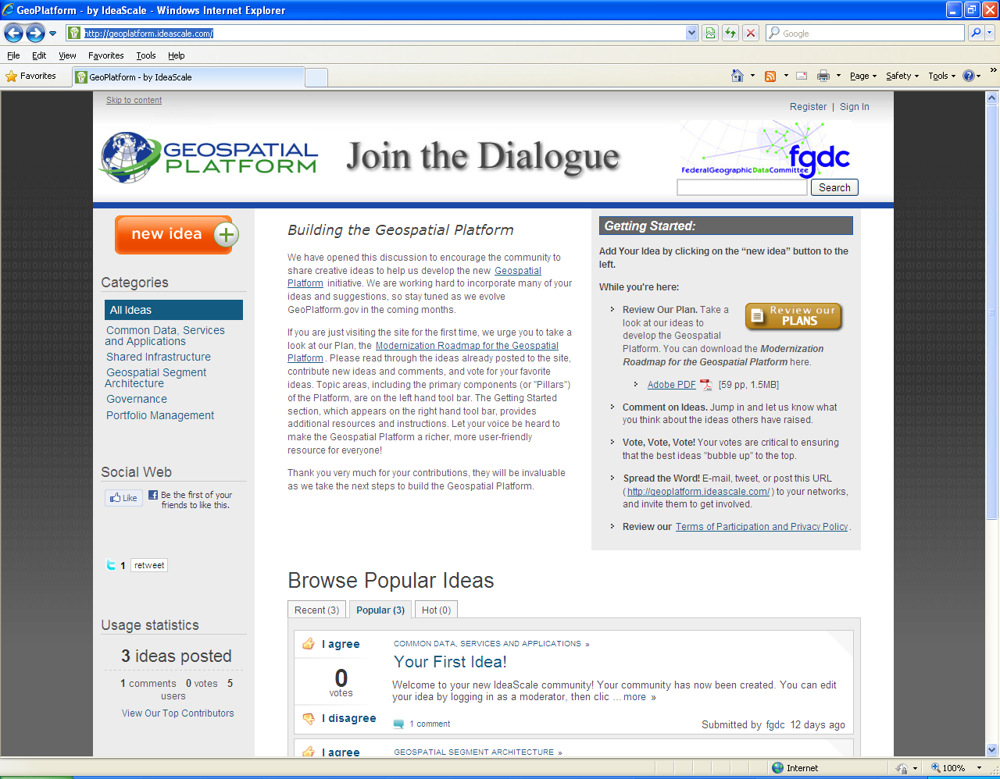 GeoPlatform - by IdeaScale - Windows Internet Explorer
http://geoplatform.ideascale.com/
Google
File Edit View Favorites Tools Help
Favorites
GeoPlatform - by IdeaScale
Page Safety Tools
Skip to content
Register | Sign In
GEOSPATIAL
PLATFORM
Join the Dialogue
fgdc
FederalGeographicDataCommittee
Search
new idea
Categories
All Ideas
Common Data, Services
and Applications
Shared Infrastructure
Geospatial Segment
Architecture
Governance
Portfolio Management
Social Web
Like
Be the first of your
friends to like this.
1 retweet
Usage statistics
3 ideas posted
1 comments 0 votes 5
users
View Our Top Contributors
Building the Geospatial Platform
We have opened this discussion to encourage the community to
share creative ideas to help us develop the new Geospatial
Platform initiative. We are working hard to incorporate many of your
ideas and suggestions, so stay tuned as we evolve
GeoPlatform.gov in the coming months.
If you are just visiting the site for the first time, we urge you to take a
look at our Plan, the Modernization Roadmap for the Geospatial
Platform. Please read through the ideas already posted to the site,
contribute new ideas and comments, and vote for your favorite
ideas. Topic areas, including the primary components (or "Pillars")
of the Platform, are on the left hand tool bar. The Getting Started
section, which appears on the right hand tool bar, provides
additional resources and instructions. Let your voice be heard to
make the Geospatial Platform a richer, more user-friendly
resource for everyone!
Thank you very much for your contributions, they will be invaluable
as we take the next steps to build the Geospatial Platform.
Getting Started:
Add Your Idea by clicking on the “new idea” button to the
left.
While you're here:
Review Our Plan. Take a
look at our ideas to
develop the Geospatial
Platform. You can download the Modernization
Roadmap for the Geospatial Platform here.
Review our
PLANS
Adobe PDF [59 pp, 1.5MB]
Comment on Ideas. Jump in and let us know what
you think about the ideas others have raised.
Vote, Vote, Vote! Your votes are critical to ensuring
that the best ideas "bubble up" to the top.
Spread the Word! E-mail, tweet, or post this URL
(http://geoplatform.ideascale.com/) to your networks,
and invite them to get involved.
Review our Terms of Participation and Privacy Policy.
Browse Popular Ideas
Recent (3) Popular (3) Hot (0)
I agree
0
votes
I disagree
COMMON DATA, SERVICES AND APPLICATIONS »
Your First Idea!
Welcome to your new IdeaScale community! Your community has now been created. You can edit
your idea by logging in as a moderator, then clic ...more »
1 comment
Submitted by fgdc 12 days ago
I agree
GEOSPATIAL SEGMENT ARCHITECTURE »
Internet
100%